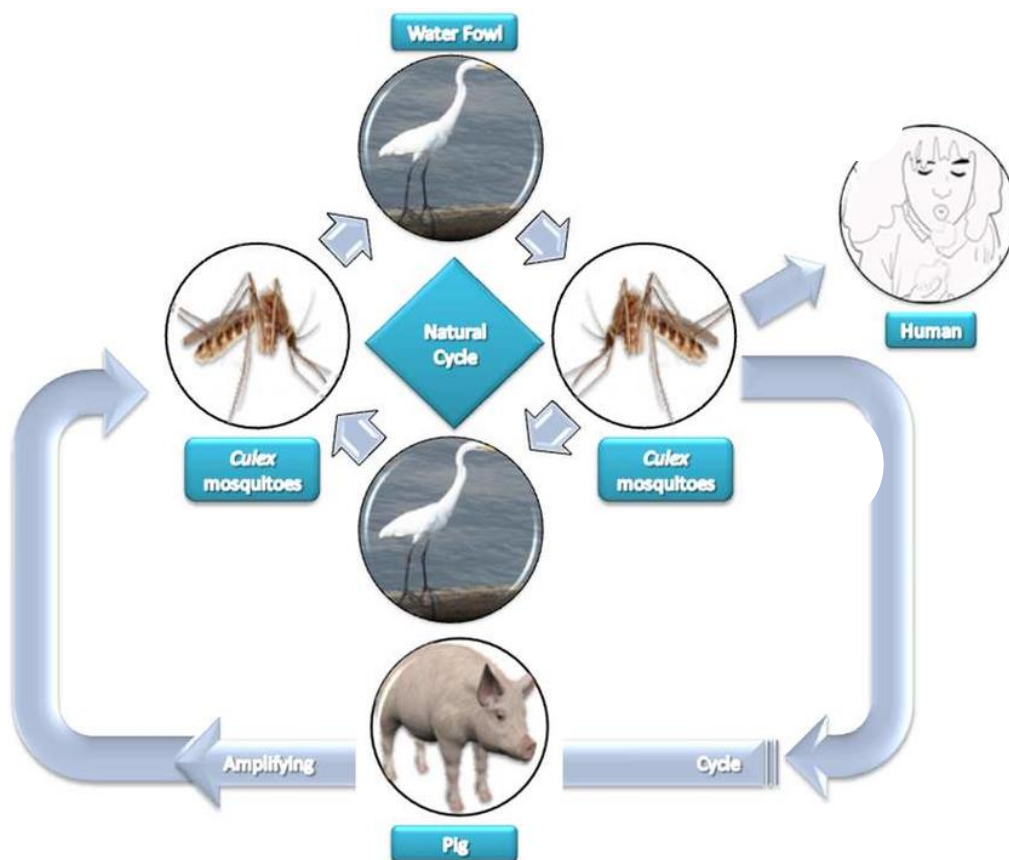 Water Fowl
Human
Natural
Cycle
Culex
mosquitoes
Culex
mosquitoes
Amplifying
Cycle
Pig